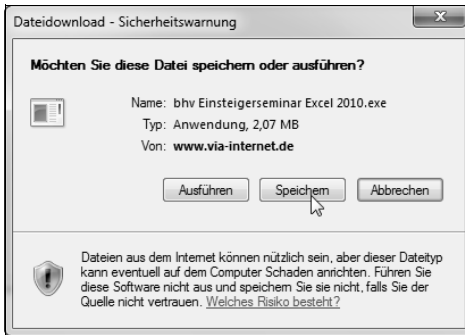 Dateidownload - Sicherheitswarnung
x
Möchten Sie diese Datei speichern oder ausführen?
Name: bhv Einsteigerseminar Excel 2010.exe
Typ: Anwendung, 2,07 MB
Von: www.via-internet.de
Ausführen Speichern Abbrechen
Dateien aus dem Internet können nützlich sein, aber dieser Dateityp
kann eventuell auf dem Computer Schaden anrichten. Führen Sie
diese Software nicht aus und speichern Sie sie nicht, falls Sie der
Quelle nicht vertrauen. Welches Risiko besteht?